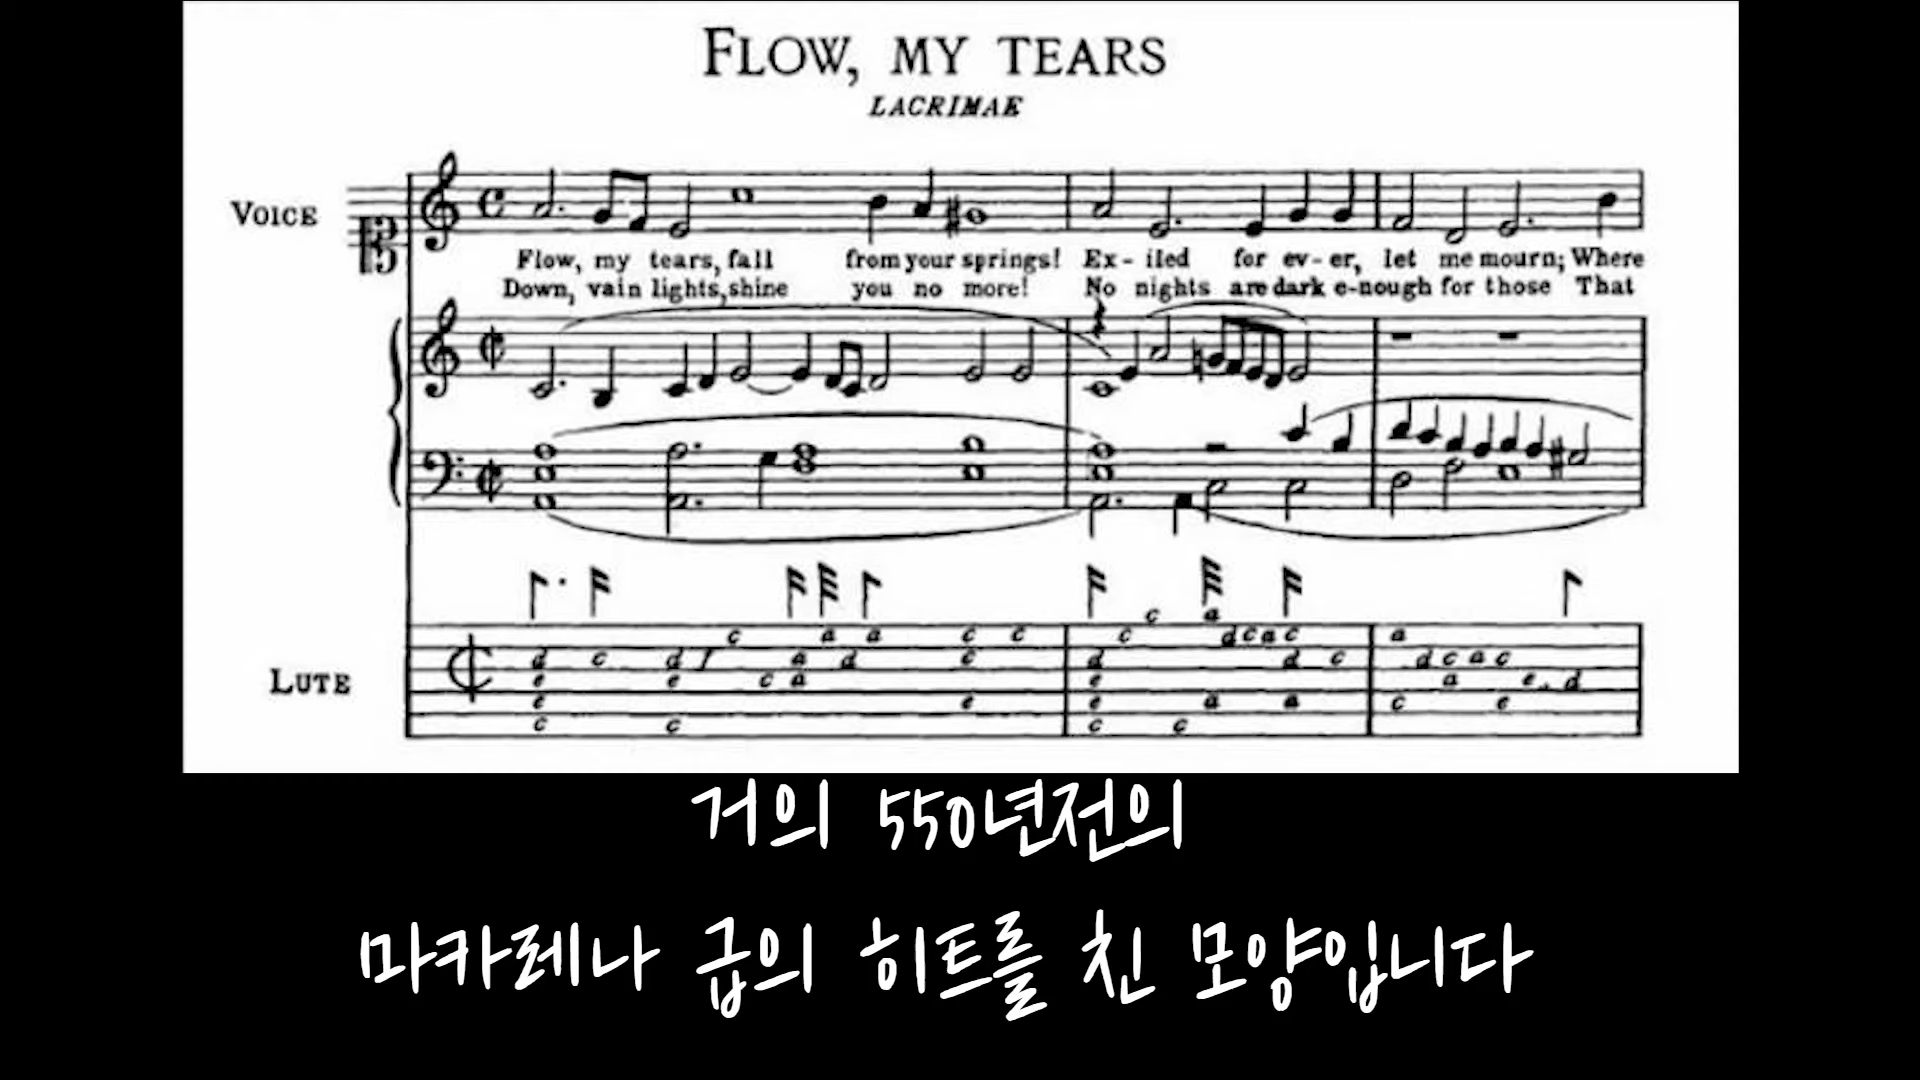 FLOW, MY TEARS
LACRIMAE
VOICE
Flow, my tears, fall from your springs! Ex-iled for ev-er, let me mourn; Where
Down, vain lights, shine you no more! No nights are dark e-nough for those That
LUTE
거의 550년전의
마카레나 급의 히트를 친 모양입니다